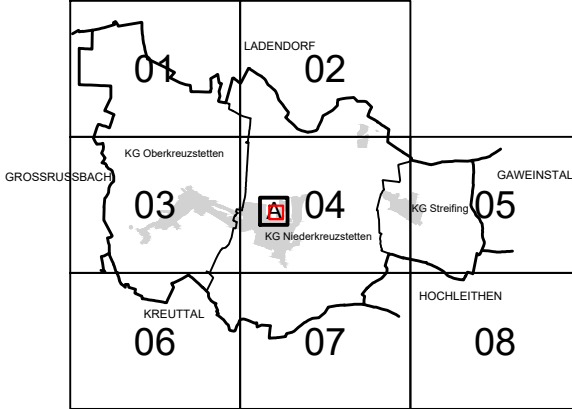 LADENDORF
01
02
KG Oberkreuzstetten
GROSSRUSSBACH
GAWEINSTAL
03
A
04
KG Streifing
05
KG Niederkreuzstetten
HOCHLEITHEN
KREUTTAL
06
07
08